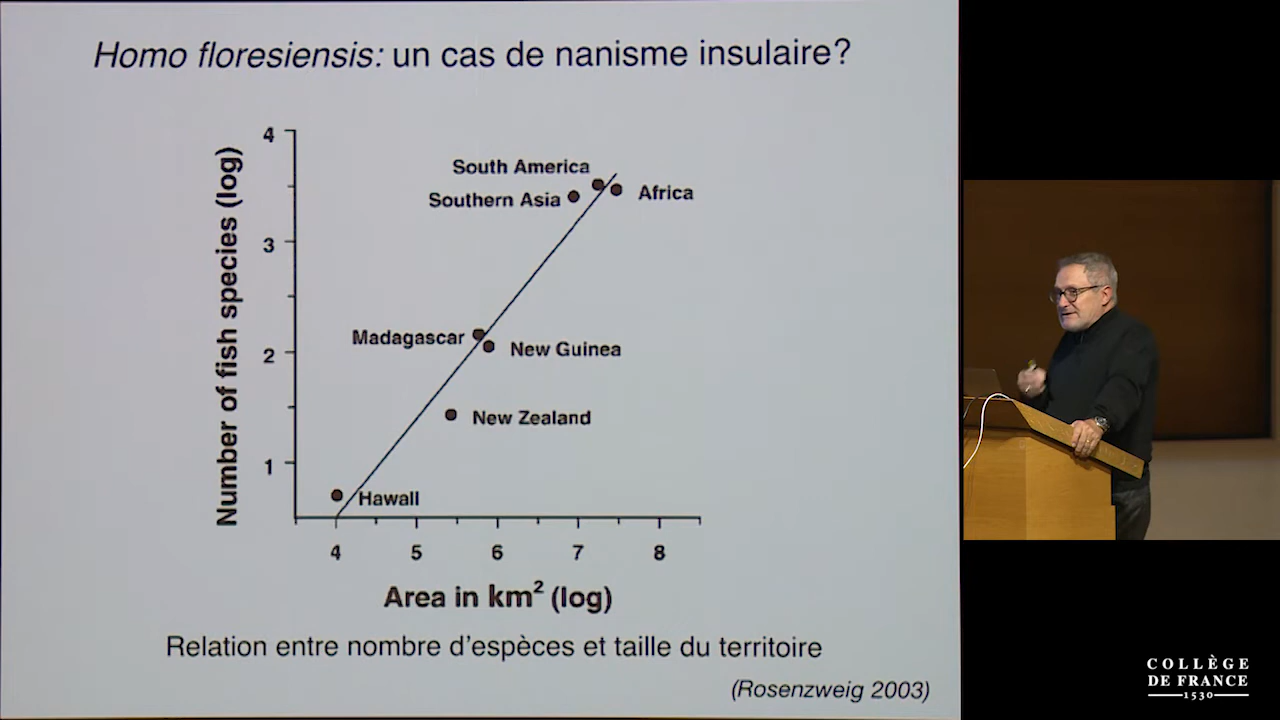 Homo floresiensis: un cas de nanisme insulaire?
Number of fish species (log)
4
3
2
1
South America
Southern Asia
Africa
Madagascar
New Guinea
New Zealand
Hawall
4 5 6 7 8
Area in km² (log)
Relation entre nombre d'espèces et taille du territoire
(Rosenzweig 2003)
COLLÈGE
DE FRANCE
1530